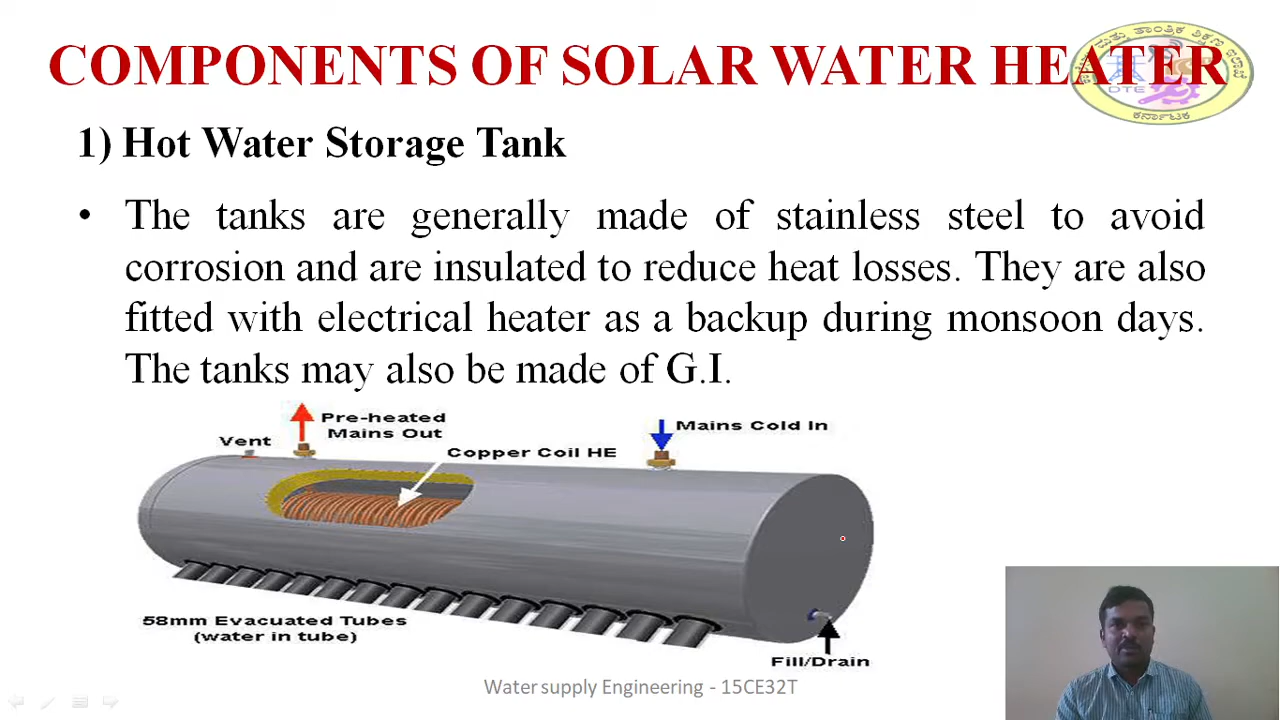 COMPONENTS OF SOLAR WATER HEATER
DTE
ಕರ್ನಾಟಕ
1) Hot Water Storage Tank
• The tanks are generally made of stainless steel to avoid
corrosion and are insulated to reduce heat losses. They are also
fitted with electrical heater as a backup during monsoon days.
The tanks may also be made of G.I.
Pre-heated
Mains Out
Mains Cold In
Vent
Copper Coil HE
58mm Evacuated Tubes
(water in tube)
Fill/Drain
Water supply Engineering - 15CE32T